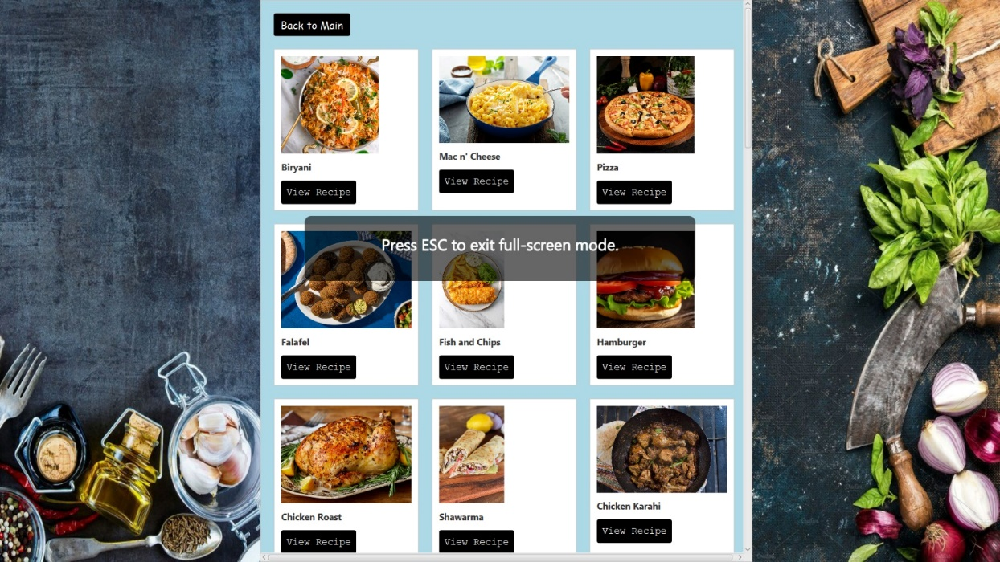 Back to Main
Biryani
View Recipe
Mac n' Cheese
View Recipe
Pizza
View Recipe
Press ESC to exit full-screen mode.
Falafel
View Recipe
Fish and Chips
View Recipe
Hamburger
View Recipe
Chicken Roast
View Recipe
Shawarma
View Recipe
Chicken Karahi
View Recipe